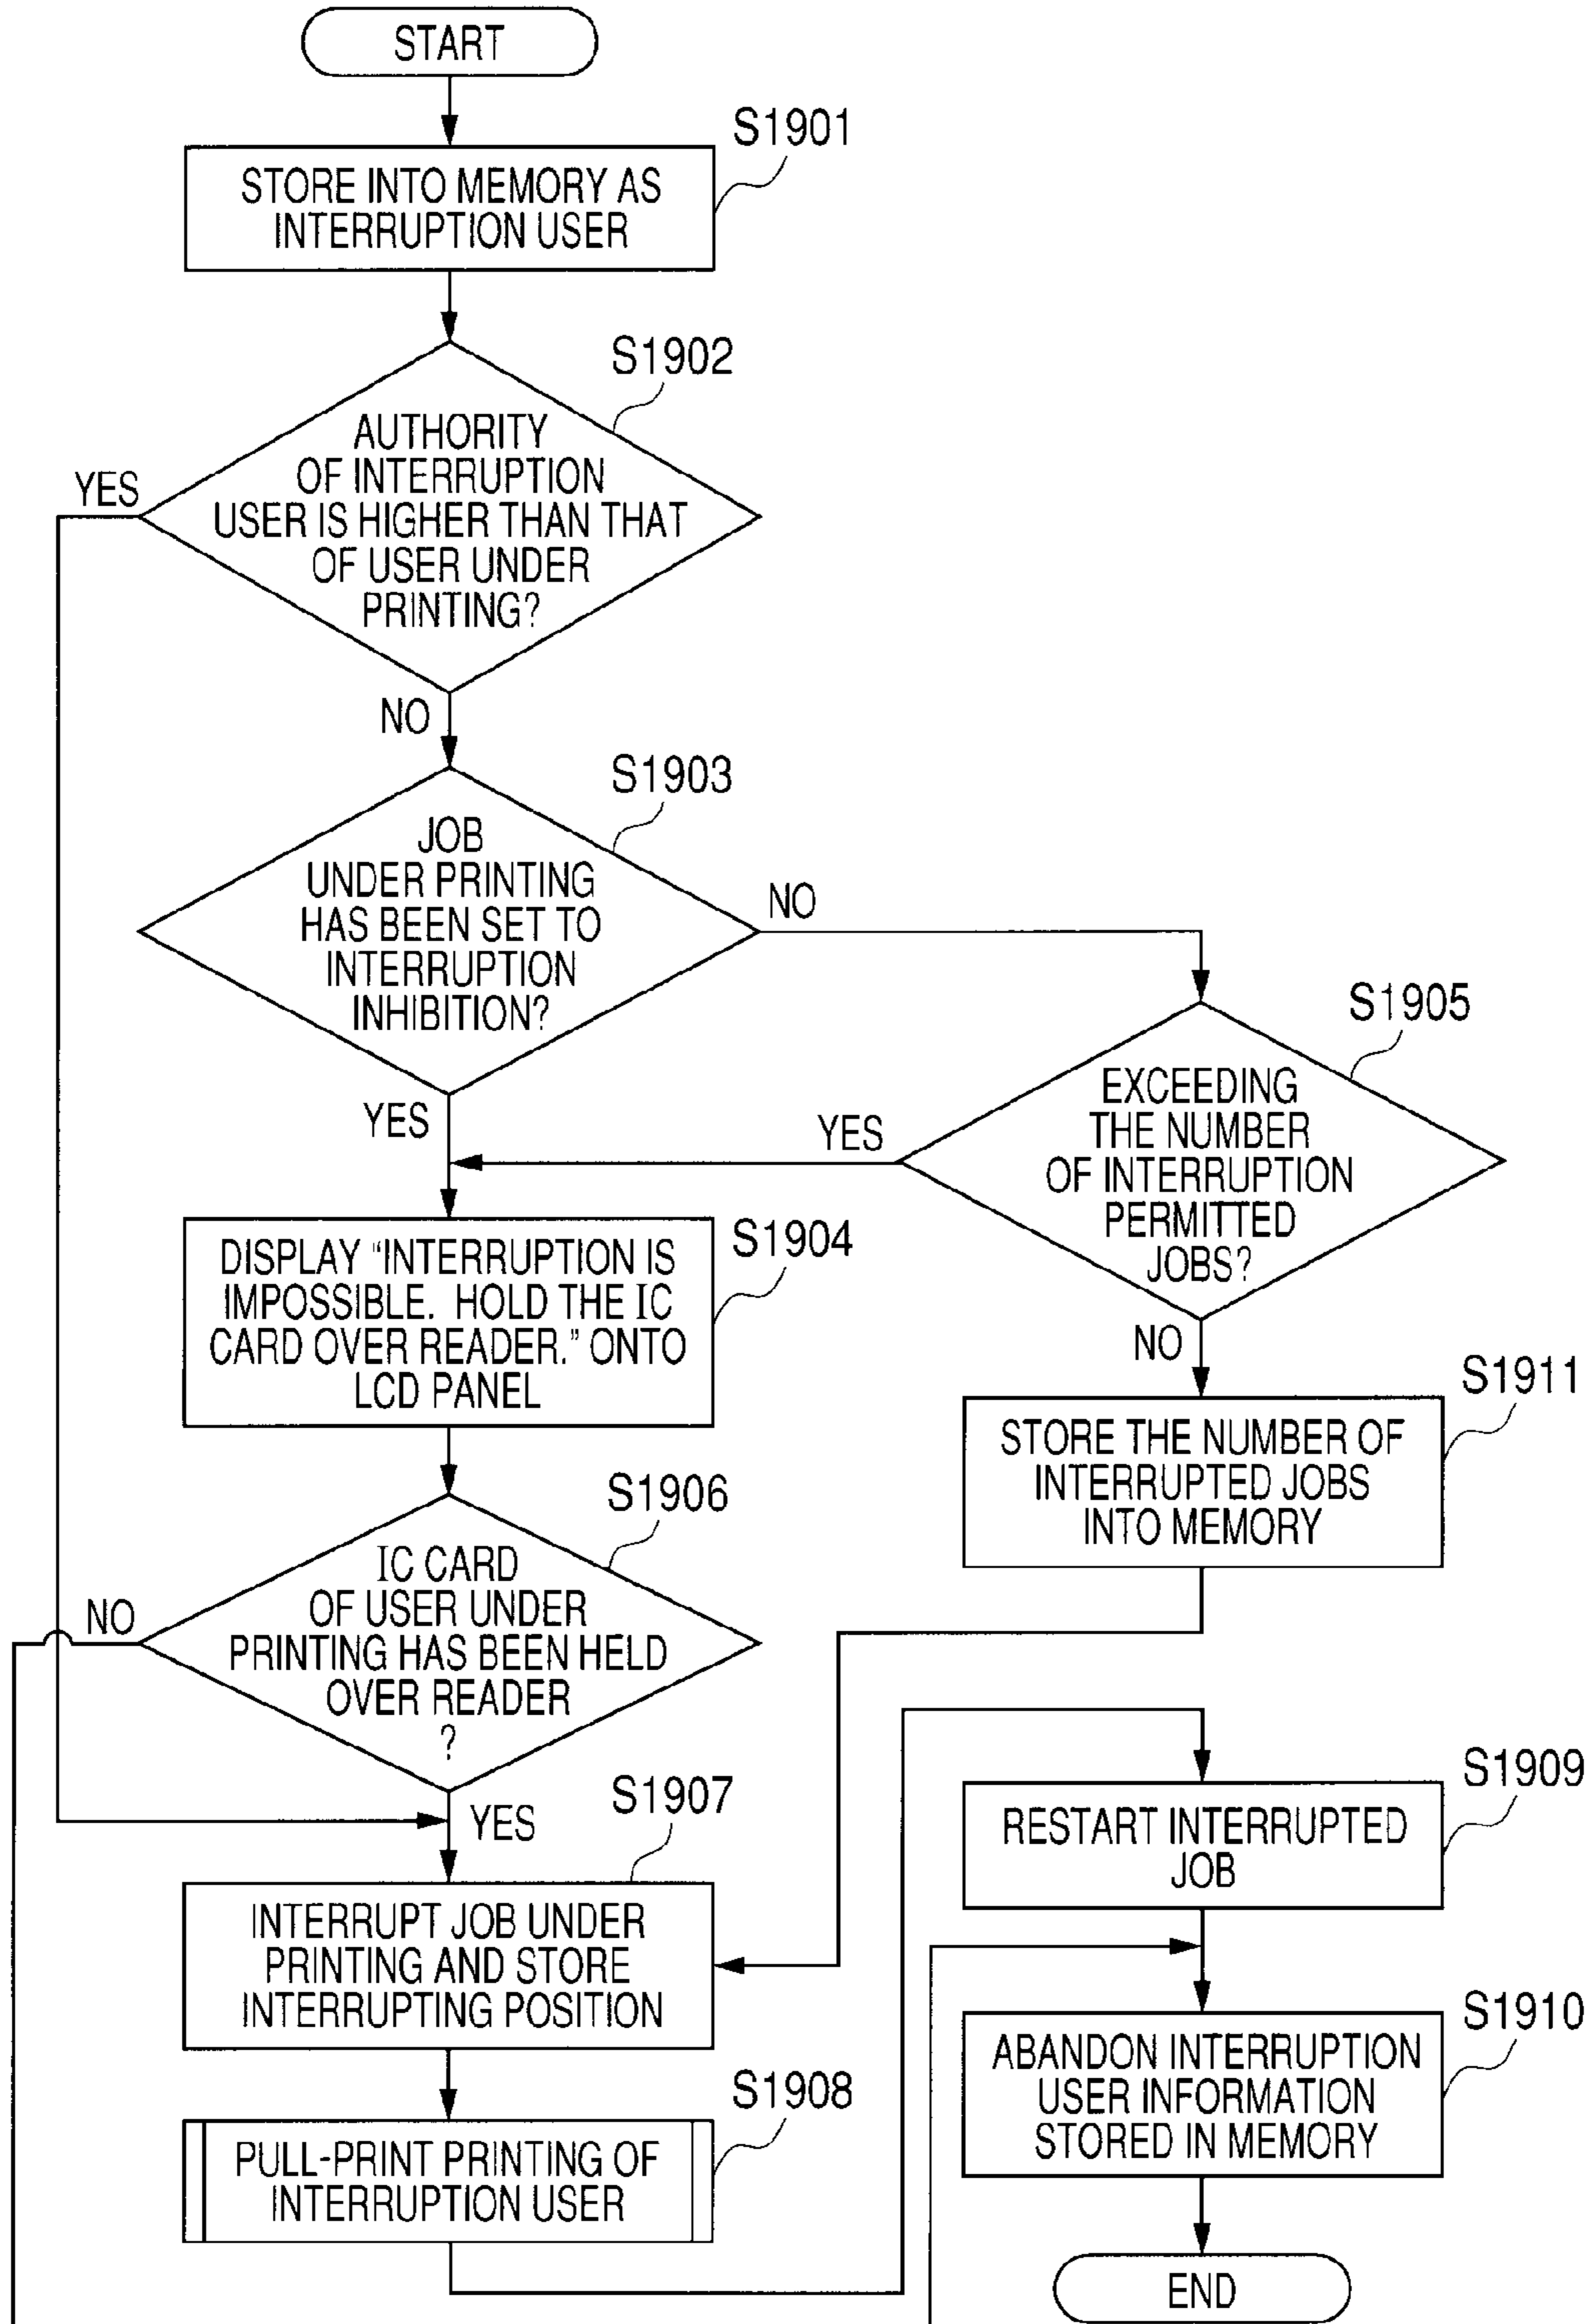 START
S1901
STORE INTO MEMORY AS
INTERRUPTION USER
S1902
AUTHORITY
OF INTERRUPTION
USER IS HIGHER THAN THAT
OF USER UNDER
PRINTING?
YES
NO
S1903
JOB
UNDER PRINTING
HAS BEEN SET TO
INTERRUPTION
INHIBITION?
NO
YES
S1905
EXCEEDING
THE NUMBER
OF INTERRUPTION
PERMITTED
JOBS?
YES
NO
S1904
DISPLAY "INTERRUPTION IS
IMPOSSIBLE. HOLD THE IC
CARD OVER READER." ONTO
LCD PANEL
S1911
STORE THE NUMBER OF
INTERRUPTED JOBS
INTO MEMORY
S1906
IC CARD
OF USER UNDER
PRINTING HAS BEEN HELD
OVER READER
?
NO
YES
S1907
INTERRUPT JOB UNDER
PRINTING AND STORE
INTERRUPTING POSITION
S1908
PULL-PRINT PRINTING OF
INTERRUPTION USER
S1909
RESTART INTERRUPTED
JOB
S1910
ABANDON INTERRUPTION
USER INFORMATION
STORED IN MEMORY
END